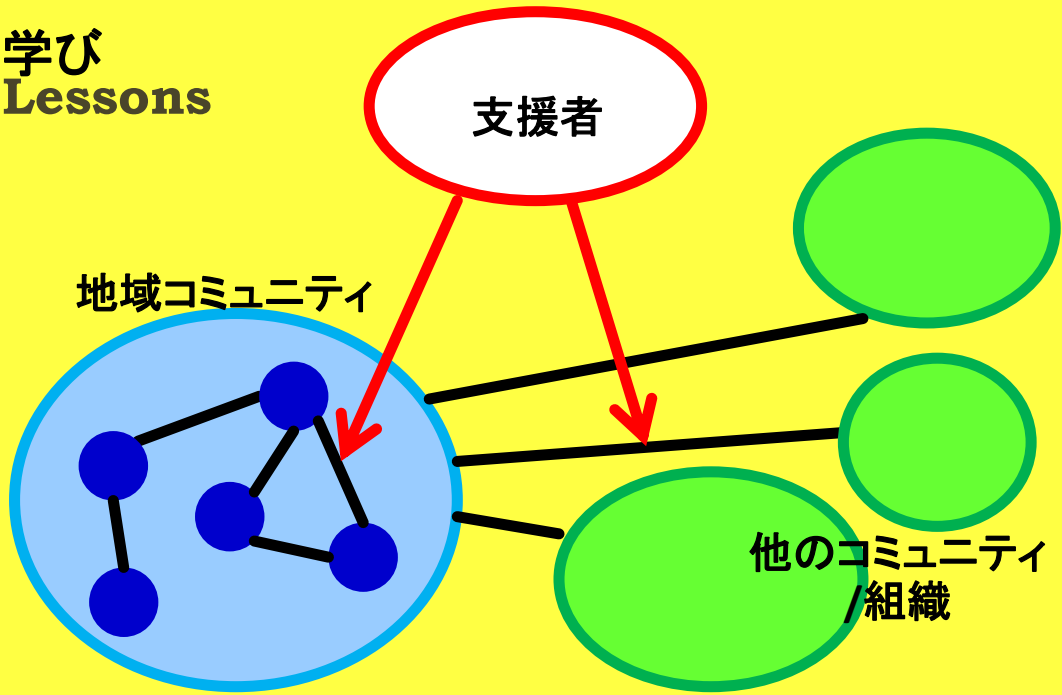 学び
Lessons
支援者
地域コミュニティ
他のコミュニティ
/組織